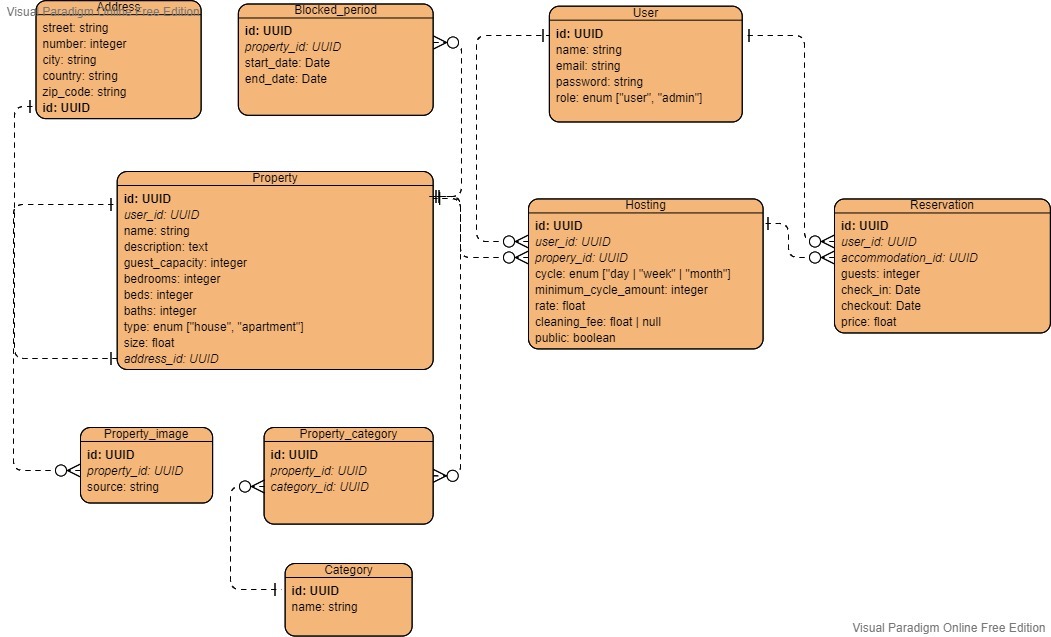 Visual Paradigm Online Free Edition
Address
street: string
number: integer
city: string
country: string
zip_code: string
id: UUID
Blocked_period
id: UUID
property_id: UUID
start_date: Date
end_date: Date
User
id: UUID
name: string
email: string
password: string
role: enum ["user", "admin"]
Property
id: UUID
user_id: UUID
name: string
description: text
guest_capacity: integer
bedrooms: integer
beds: integer
baths: integer
type: enum ["house", "apartment"]
size: float
address_id: UUID
Hosting
id: UUID
user_id: UUID
propery_id: UUID
cycle: enum ["day | "week" | "month"]
minimum_cycle_amount: integer
rate: float
cleaning_fee: float | null
public: boolean
Reservation
id: UUID
user_id: UUID
accommodation_id: UUID
guests: integer
check_in: Date
checkout: Date
price: float
Property_image
id: UUID
property_id: UUID
source: string
Property_category
id: UUID
property_id: UUID
category_id: UUID
Category
id: UUID
name: string
Visual Paradigm Online Free Edition